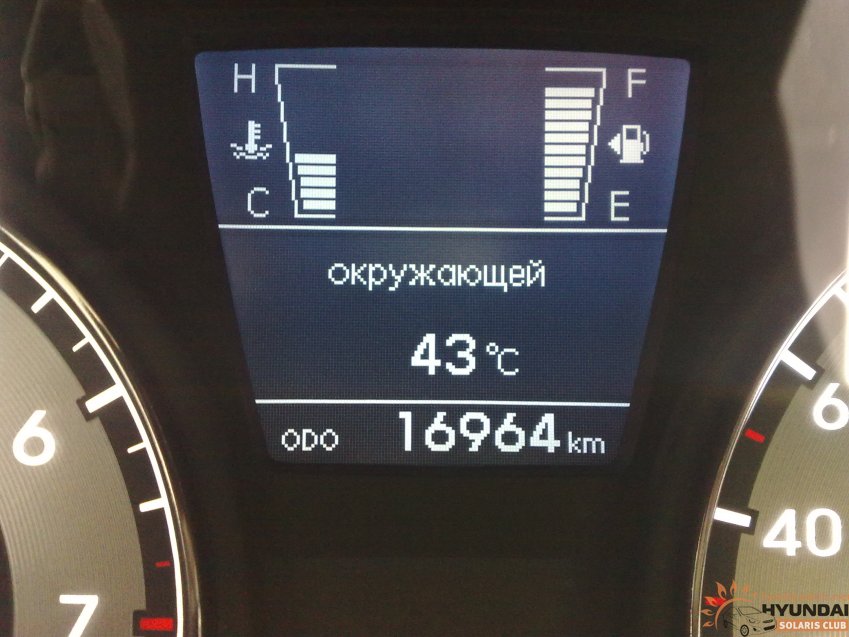 H F
C E
окружающей
43 °C
ODO 16964 km
6
7
6
40
HYUNDAI
SOLARIS CLUB